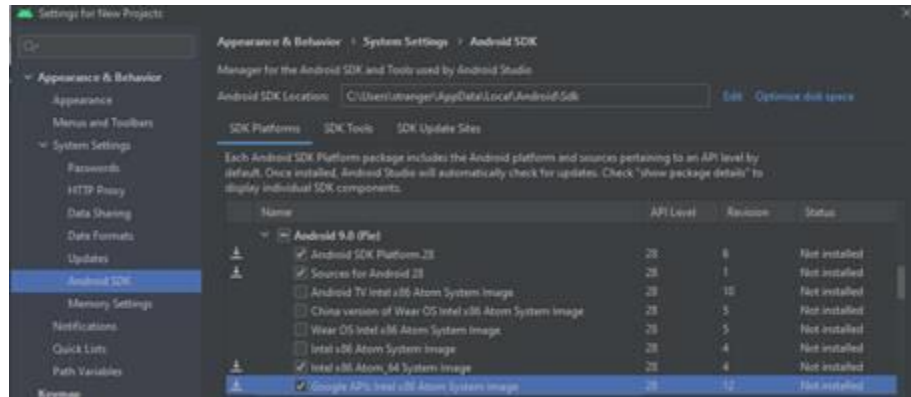 Settings for New Projects
Appearance & Behavior
Appearance
Menus and Toolbars
System Settings
Passwords
HTTP Proxy
Data Sharing
Date Formats
Updates
Android SDK
Memory Settings
Notifications
Quick Lists
Path Variables
Keymap
Appearance & Behavior › System Settings › Android SDK
Manager for the Android SDK and Tools used by Android Studio
Android SDK Location: C:\Users\stranger\AppData\Local\Android\Sdk Edit Optimize disk space
SDK Platforms SDK Tools SDK Update Sites
Each Android SDK Platform package includes the Android platform and sources pertaining to an API level by
default. Once installed, Android Studio will automatically check for updates. Check "show package details" to
display individual SDK components.
Name API Level Revision Status
Android 9.0 (Pie)
Android SDK Platform 28 28 6 Not installed
Sources for Android 28 28 1 Not installed
Android TV Intel x86 Atom System Image 28 10 Not installed
China version of Wear OS Intel x86 Atom System Image 28 5 Not installed
Wear OS Intel x86 Atom System Image 28 5 Not installed
Intel x86 Atom System Image 28 4 Not installed
Intel x86 Atom_64 System Image 28 4 Not installed
Google APIs Intel x86 Atom System Image 28 12 Not installed